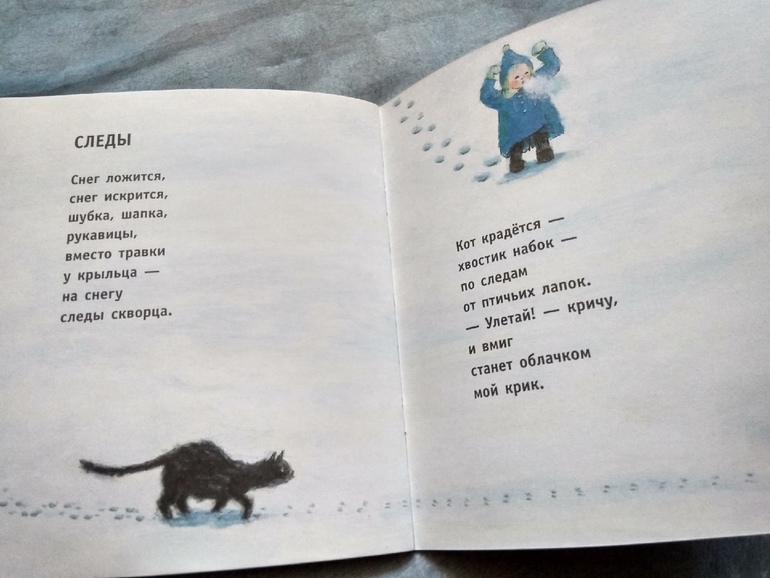 СЛЕДЫ
Снег ложится,
снег искрится,
шубка, шапка,
рукавицы,
вместо травки
у крыльца —
на снегу
следы скворца.
Кот крадётся —
хвостик набок —
по следам
от птичьих лапок.
— Улетай! — кричу,
и вмиг
станет облачком
мой крик.